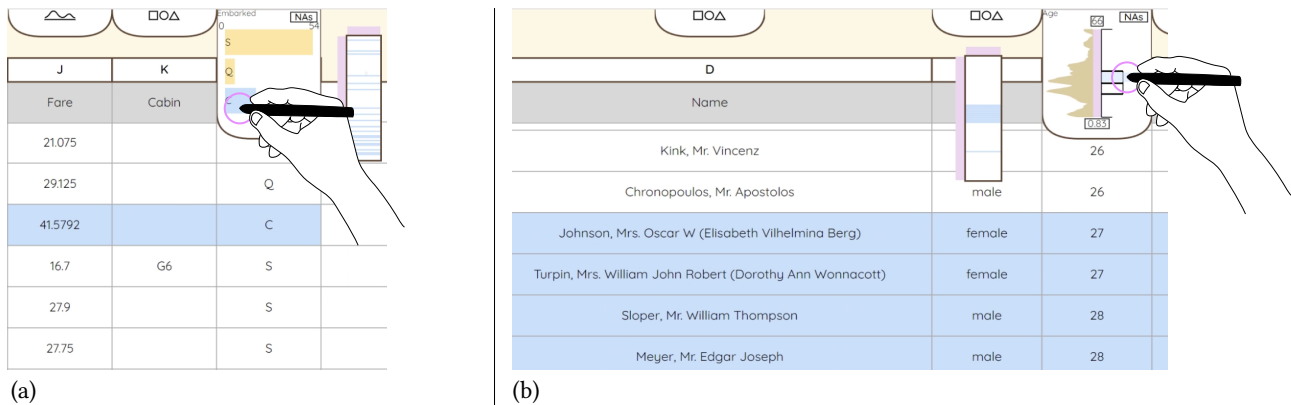 Embarked NAs
0 54
S
Q
C
J K
Fare Cabin
21.075
29.125 Q
41.5792 C
16.7 G6 S
27.9 S
27.75 S
(a)
Age 66 NAs
0.83
D
Name
Kink, Mr. Vincenz 26
Chronopoulos, Mr. Apostolos male 26
Johnson, Mrs. Oscar W (Elisabeth Vilhelmina Berg) female 27
Turpin, Mrs. William John Robert (Dorothy Ann Wonnacott) female 27
Sloper, Mr. William Thompson male 28
Meyer, Mr. Edgar Joseph male 28
(b)